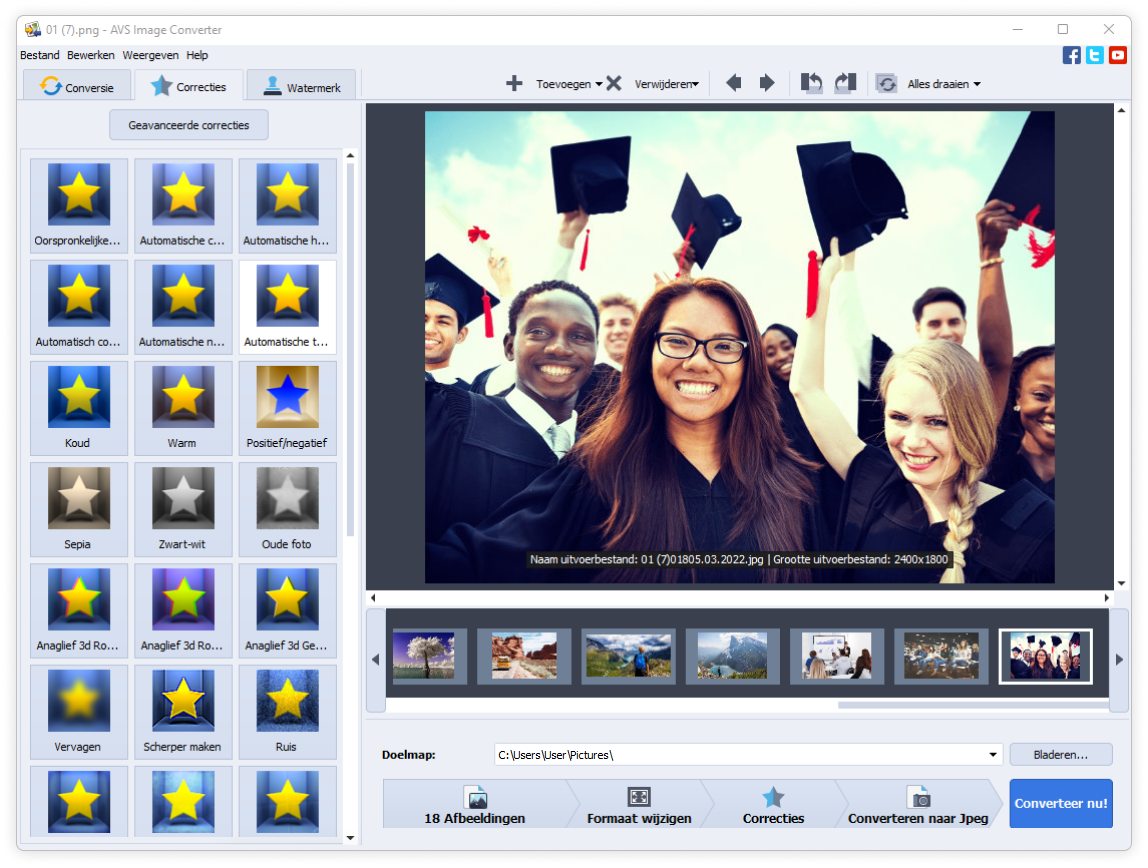 01 (7).png - AVS Image Converter
Bestand Bewerken Weergeven Help
Conversie Correcties Watermerk
Toevoegen Verwijderen Alles draaien
Geavanceerde correcties
Oorspronkelijke... Automatische c... Automatische h...
Automatisch co... Automatische n... Automatische t...
Koud Warm Positief/negatief
Sepia Zwart-wit Oude foto
Anaglief 3d Ro... Anaglief 3d Ro... Anaglief 3d Ge...
Vervagen Scherper maken Ruis
Naam uitvoerbestand: 01 (7)01805.03.2022.jpg | Grootte uitvoerbestand: 2400x1800
Doelmap: C:\Users\User\Pictures\ Bladeren...
18 Afbeeldingen Formaat wijzigen Correcties Converteren naar Jpeg
Converteer nu!